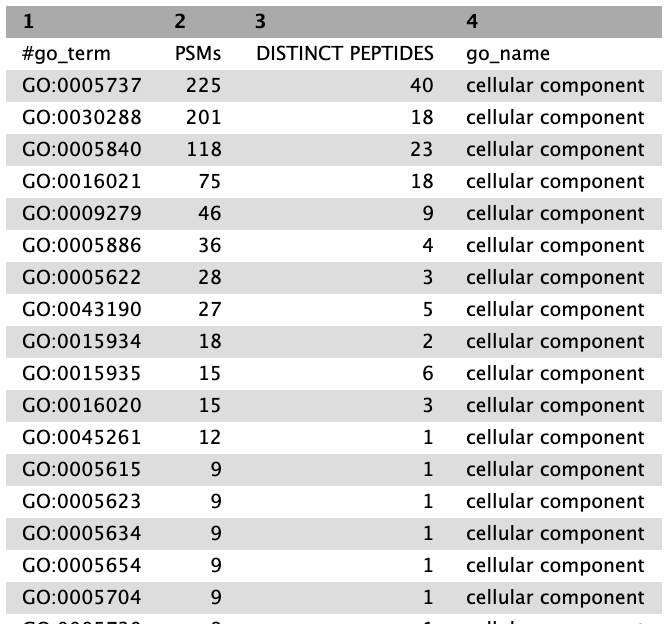 1 2 3 4
#go_term PSMs DISTINCT PEPTIDES go_name
GO:0005737 225 40 cellular component
GO:0030288 201 18 cellular component
GO:0005840 118 23 cellular component
GO:0016021 75 18 cellular component
GO:0009279 46 9 cellular component
GO:0005886 36 4 cellular component
GO:0005622 28 3 cellular component
GO:0043190 27 5 cellular component
GO:0015934 18 2 cellular component
GO:0015935 15 6 cellular component
GO:0016020 15 3 cellular component
GO:0045261 12 1 cellular component
GO:0005615 9 1 cellular component
GO:0005623 9 1 cellular component
GO:0005634 9 1 cellular component
GO:0005654 9 1 cellular component
GO:0005704 9 1 cellular component